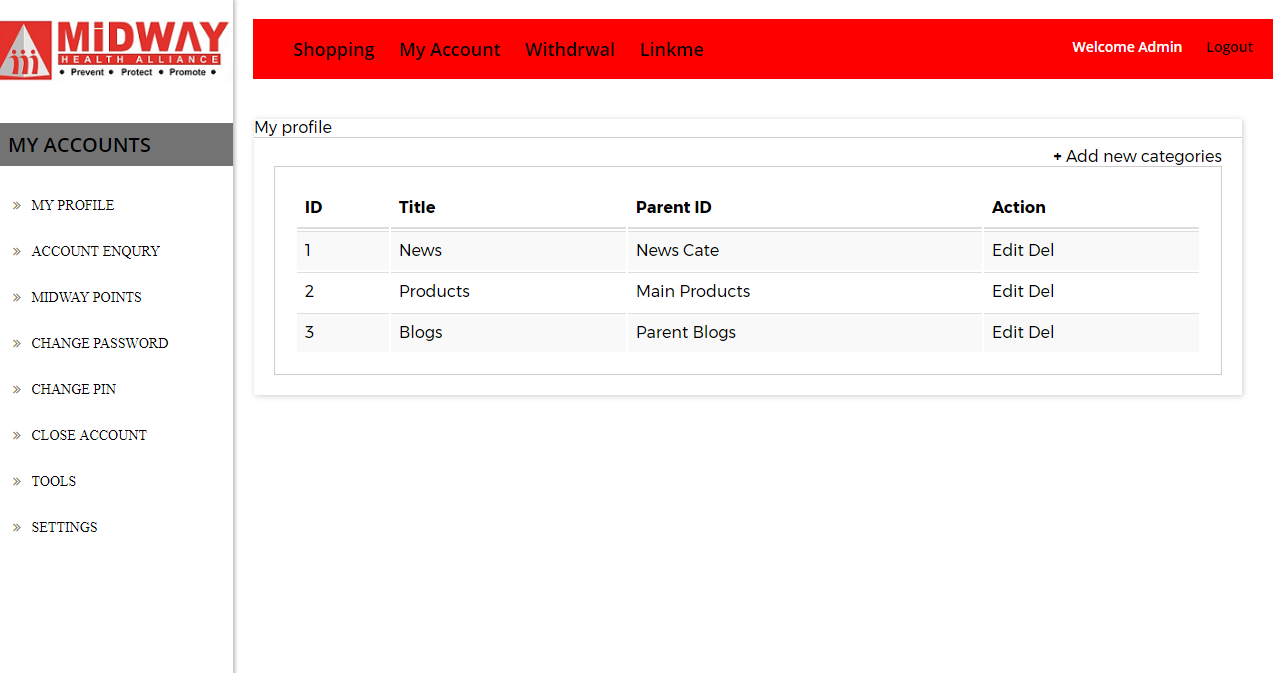 MiDWAY
HEALTH ALLIANCE
• Prevent • Protect • Promote •
Shopping My Account Withdrwal Linkme Welcome Admin Logout
MY ACCOUNTS
» MY PROFILE
» ACCOUNT ENQURY
» MIDWAY POINTS
» CHANGE PASSWORD
» CHANGE PIN
» CLOSE ACCOUNT
» TOOLS
» SETTINGS
My profile
+ Add new categories
ID Title Parent ID Action
1 News News Cate Edit Del
2 Products Main Products Edit Del
3 Blogs Parent Blogs Edit Del